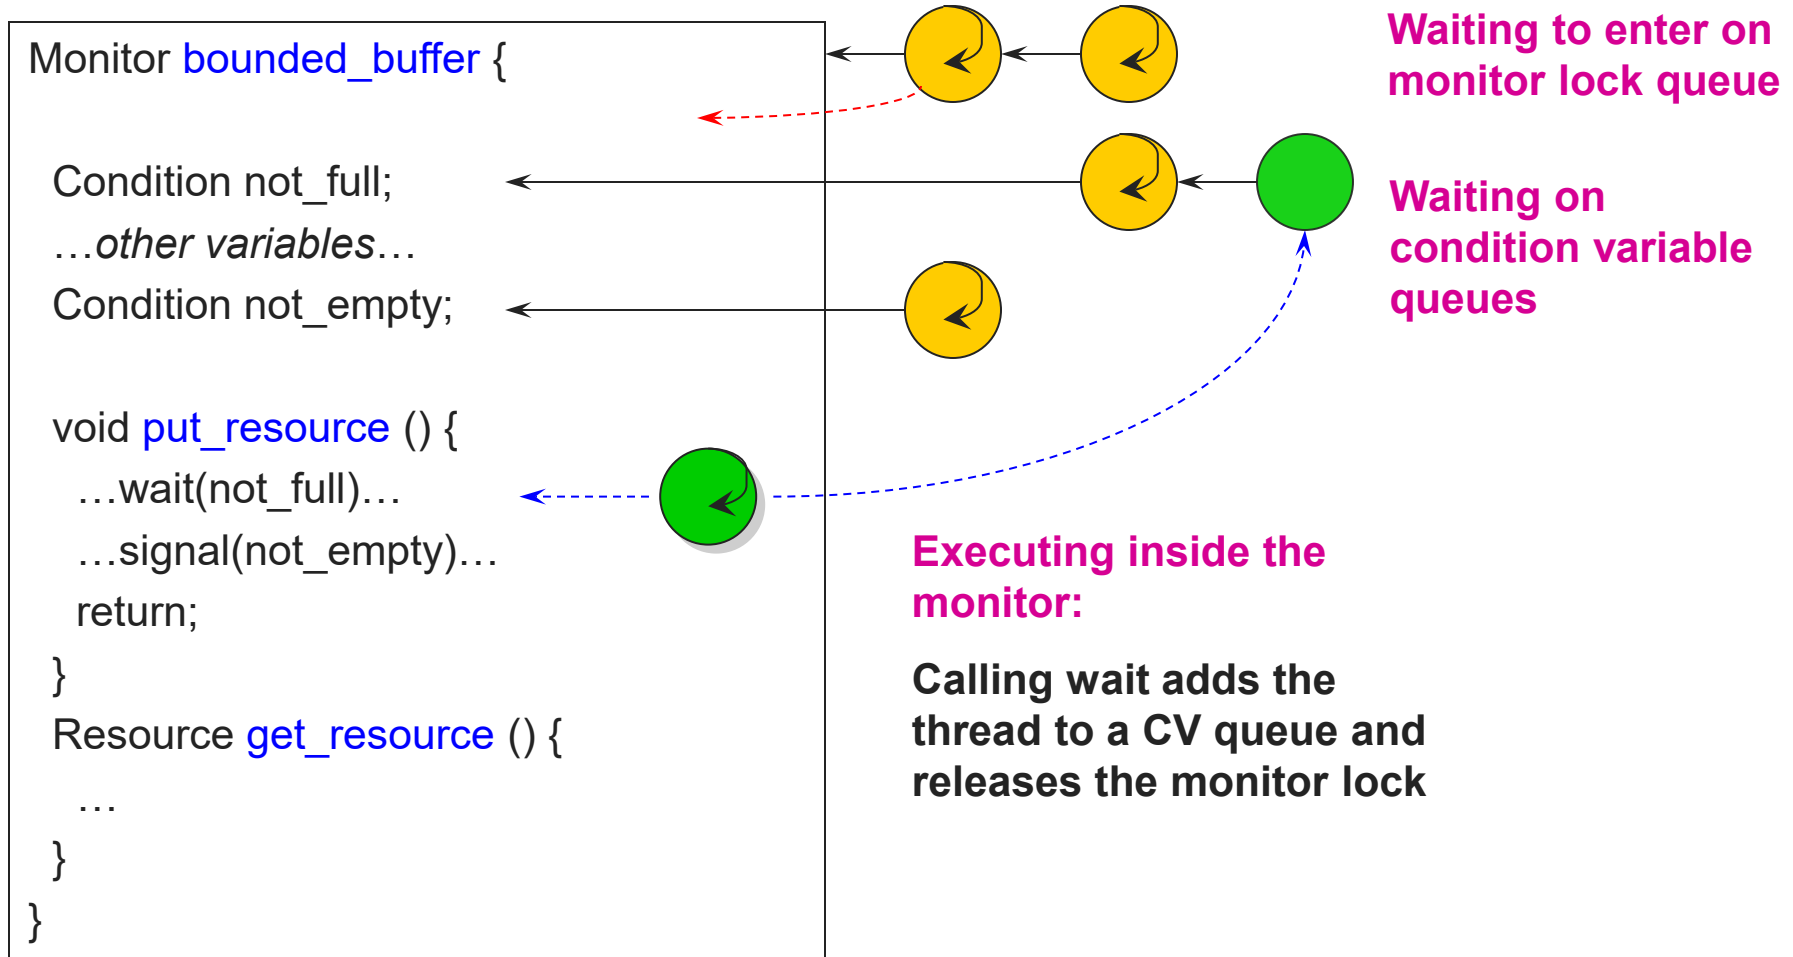 Monitor bounded_buffer {
Condition not_full;
…other variables…
Condition not_empty;
void put_resource () {
…wait(not_full)…
…signal(not_empty)…
return;
}
Resource get_resource () {
…
}
}
Waiting to enter on
monitor lock queue
Waiting on
condition variable
queues
Executing inside the
monitor:
Calling wait adds the
thread to a CV queue and
releases the monitor lock